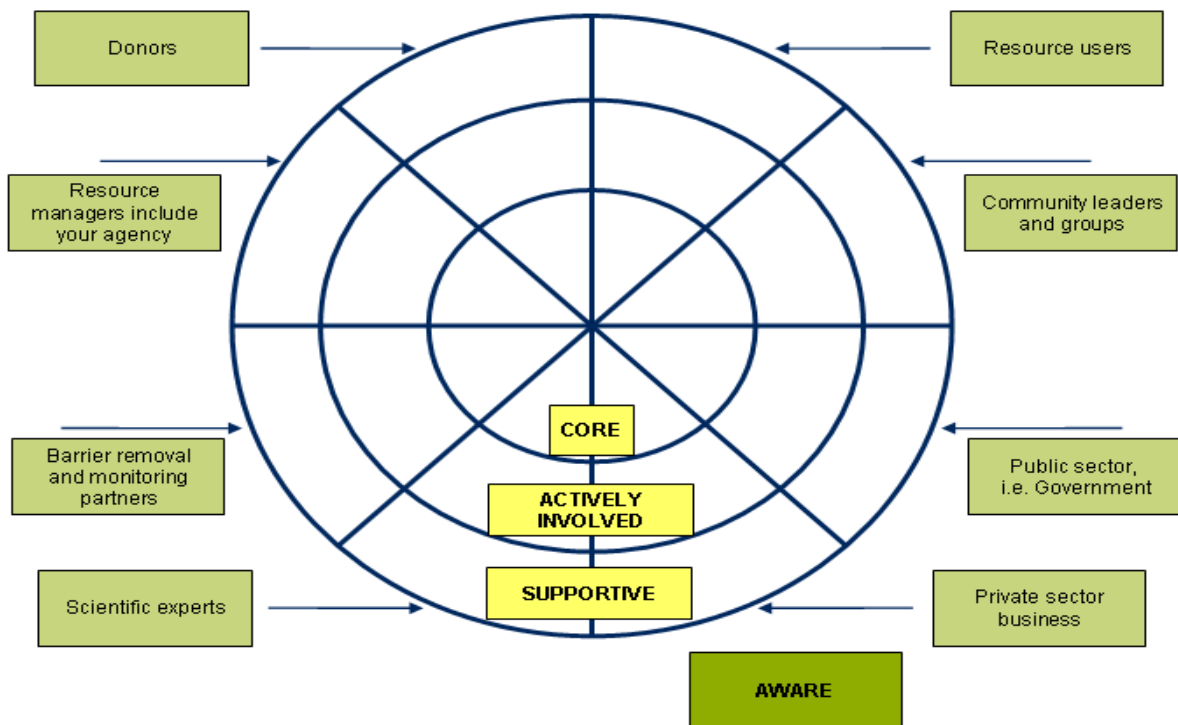 Donors
Resource users
Resource
managers include
your agency
Community leaders
and groups
CORE
Barrier removal
and monitoring
partners
Public sector,
i.e. Government
ACTIVELY
INVOLVED
Scientific experts
SUPPORTIVE
Private sector
business
AWARE